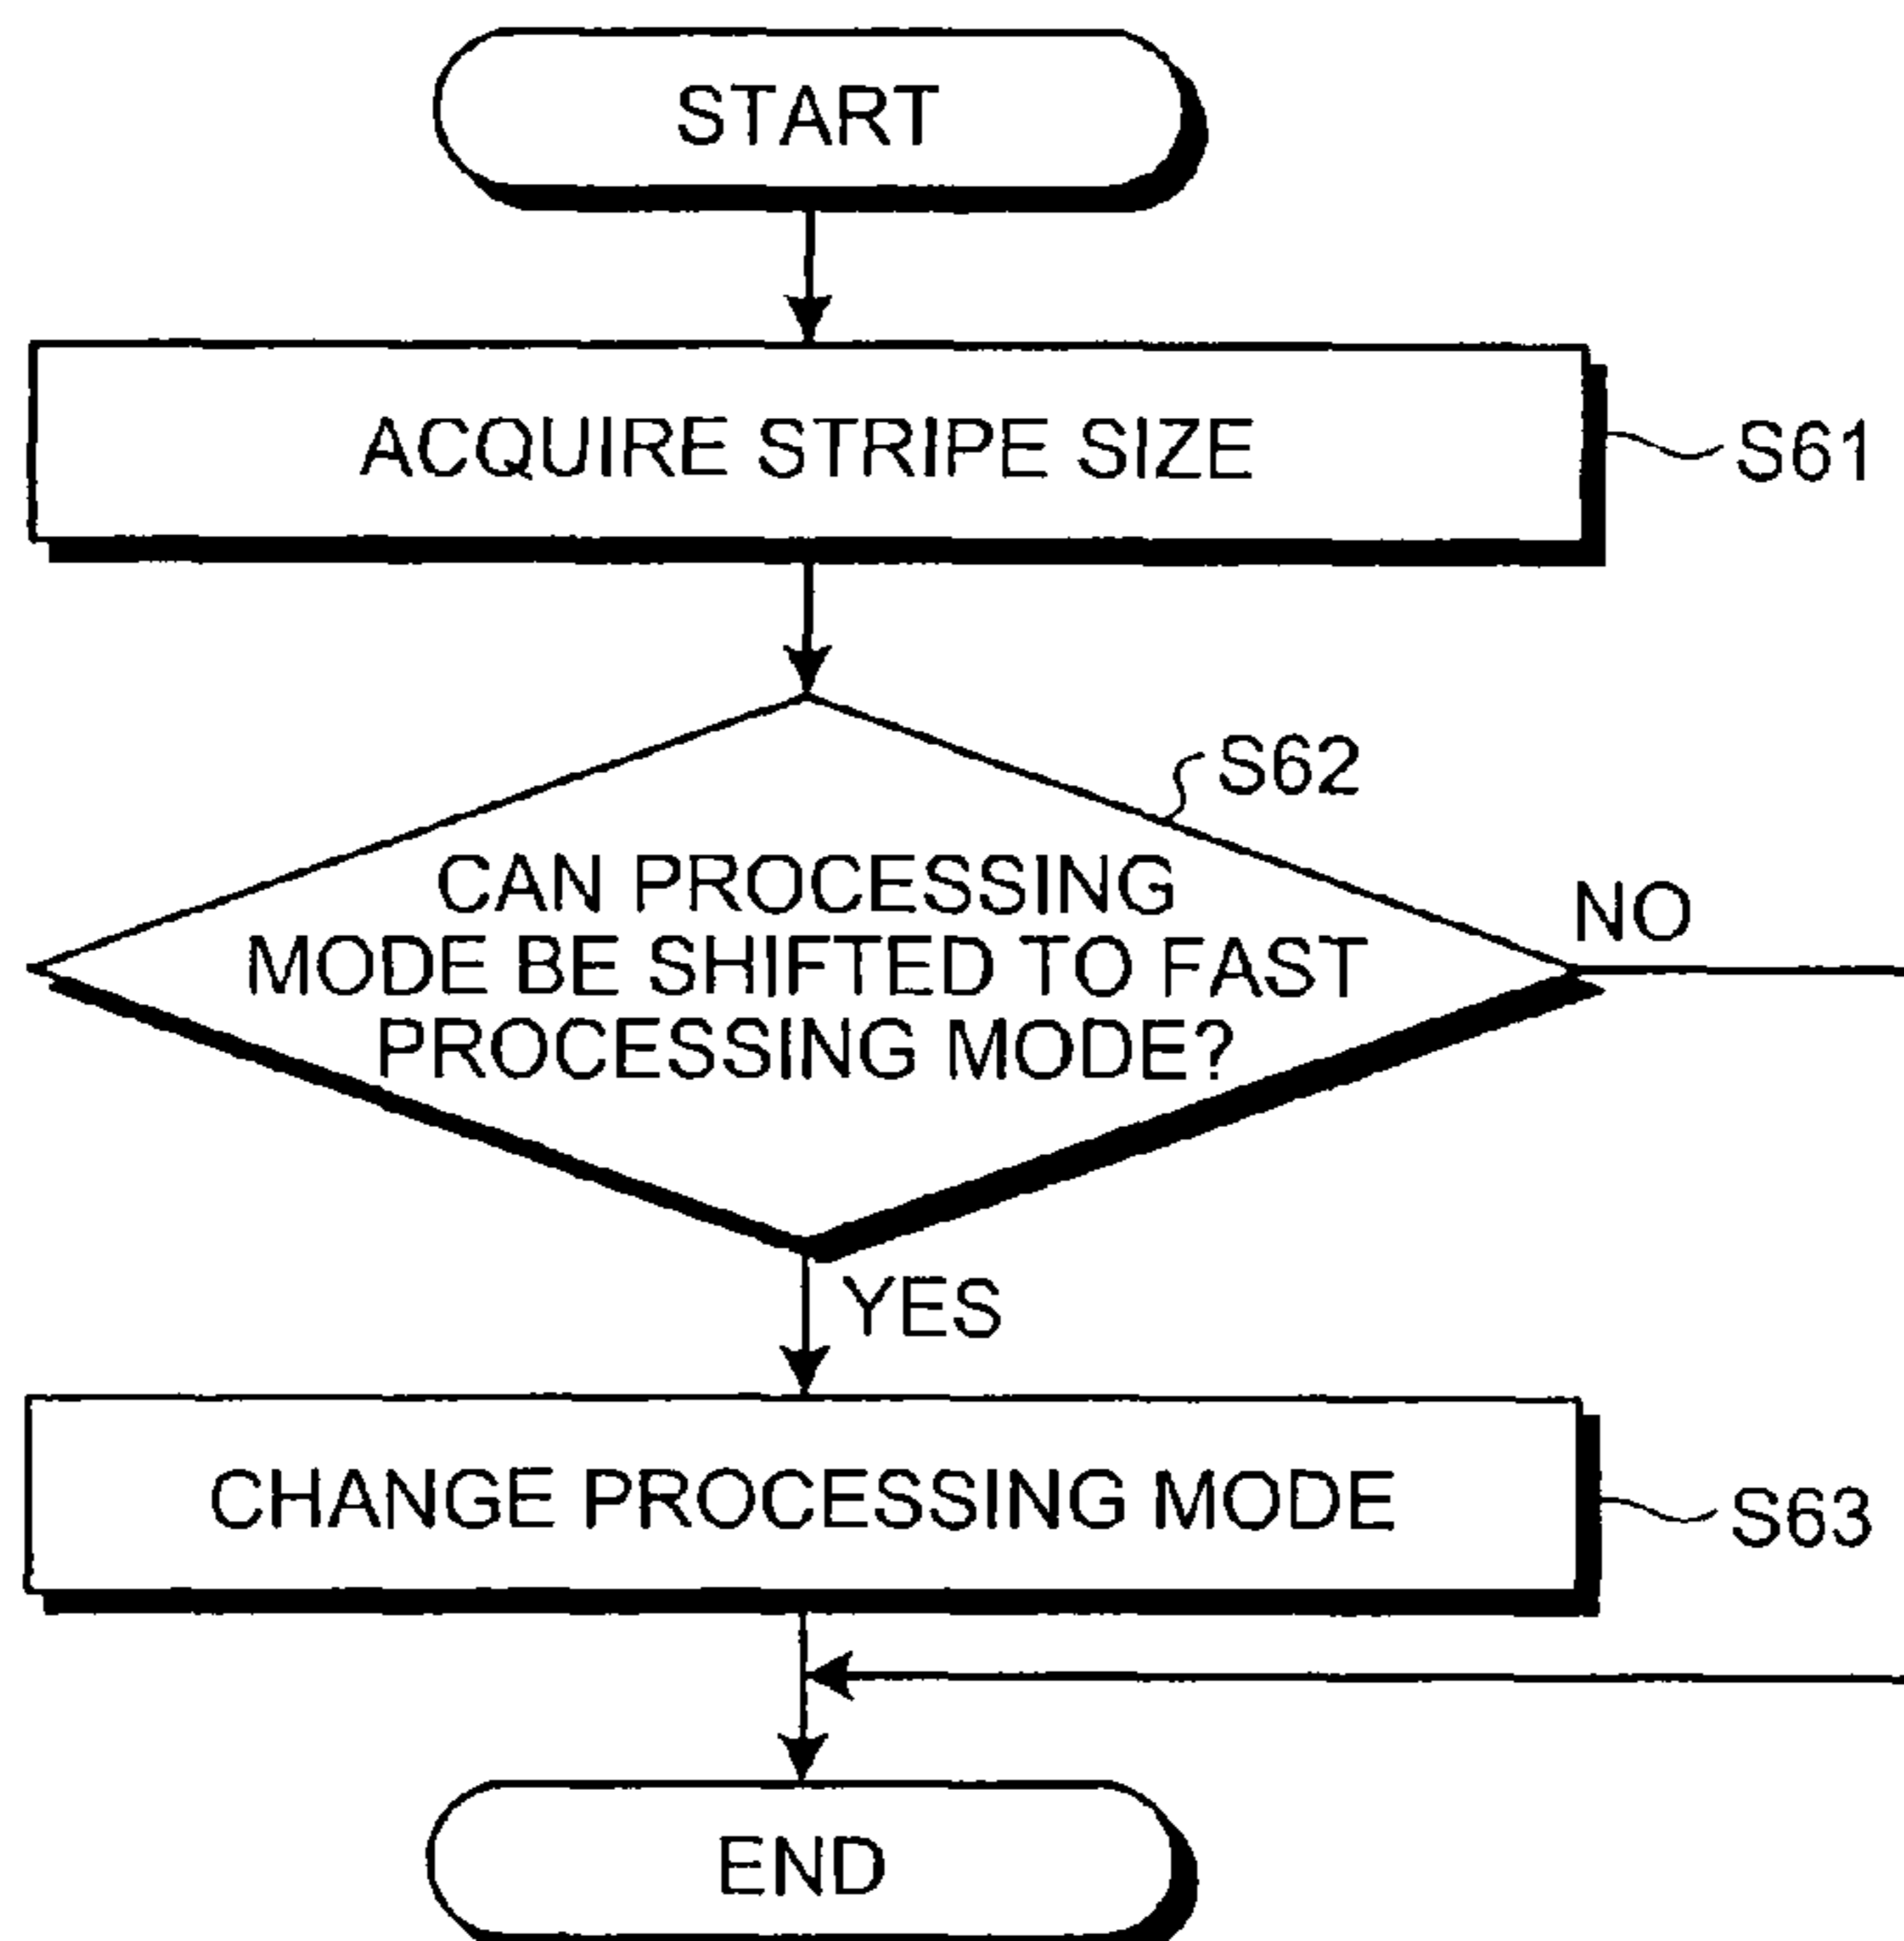 START
ACQUIRE STRIPE SIZE
S61
S62
CAN PROCESSING
MODE BE SHIFTED TO FAST
PROCESSING MODE?
NO
YES
CHANGE PROCESSING MODE
S63
END